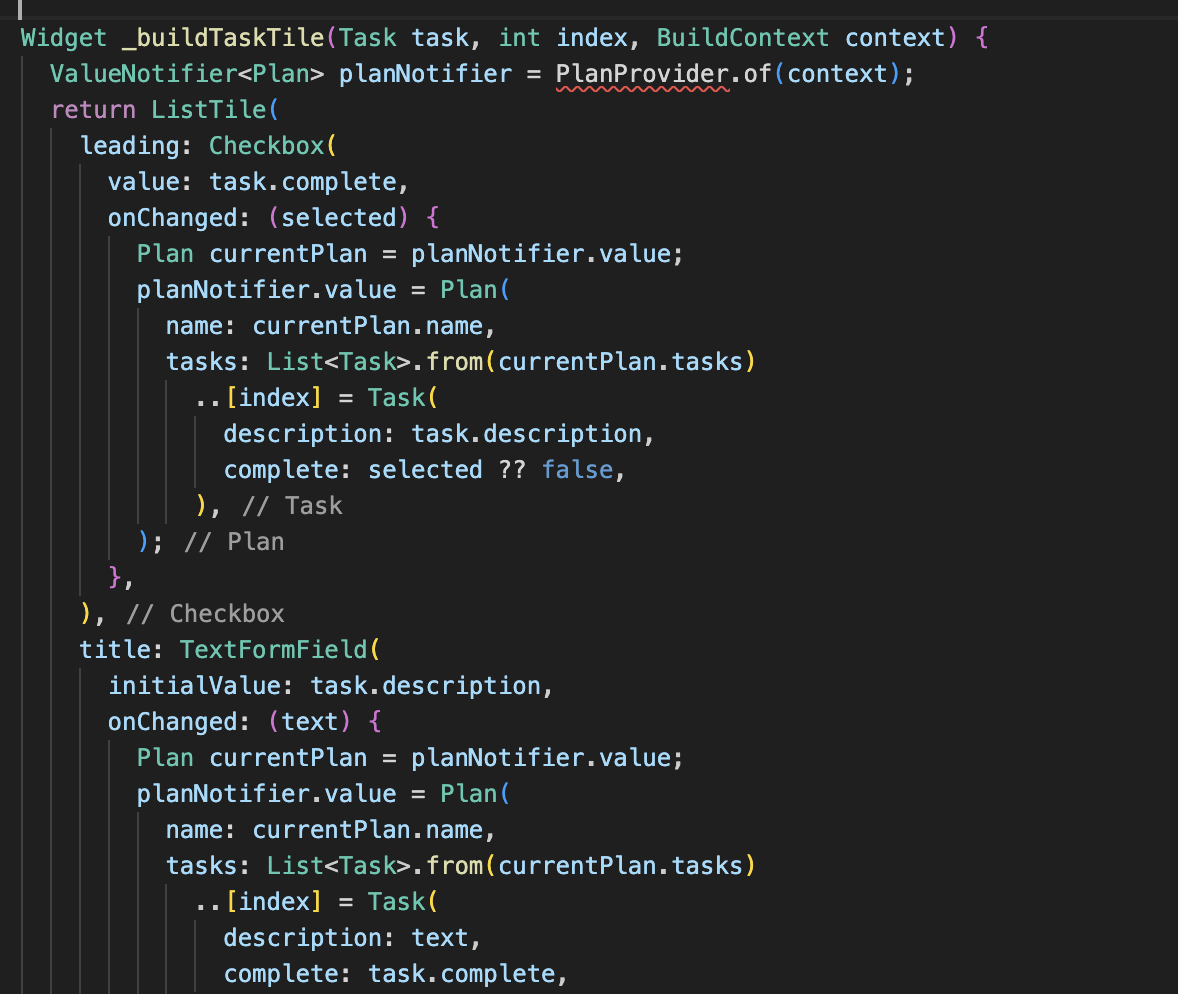 Widget _buildTaskTile(Task task, int index, BuildContext context) {
  ValueNotifier<Plan> planNotifier = PlanProvider.of(context);
  return ListTile(
    leading: Checkbox(
      value: task.complete,
      onChanged: (selected) {
        Plan currentPlan = planNotifier.value;
        planNotifier.value = Plan(
          name: currentPlan.name,
          tasks: List<Task>.from(currentPlan.tasks)
            ..[index] = Task(
              description: task.description,
              complete: selected ?? false,
            ), // Task
        ); // Plan
      },
    ), // Checkbox
    title: TextFormField(
      initialValue: task.description,
      onChanged: (text) {
        Plan currentPlan = planNotifier.value;
        planNotifier.value = Plan(
          name: currentPlan.name,
          tasks: List<Task>.from(currentPlan.tasks)
            ..[index] = Task(
              description: text,
              complete: task.complete,